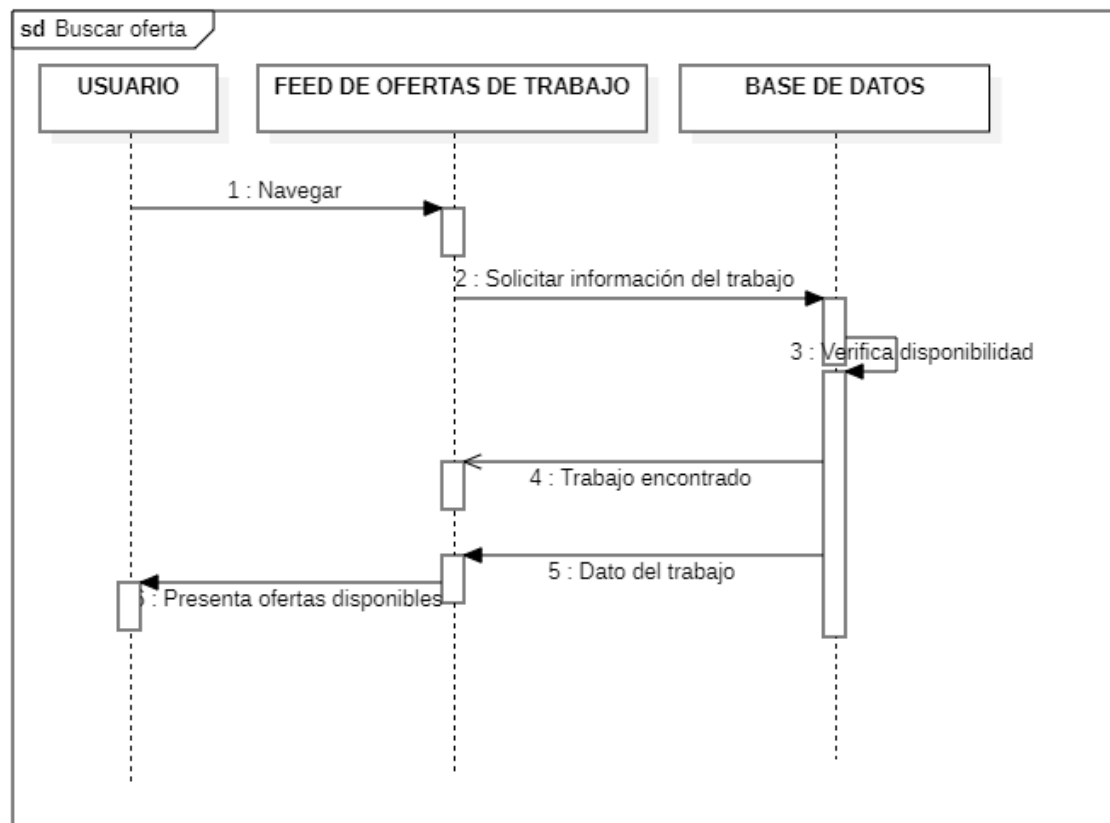 sd Buscar oferta
USUARIO
FEED DE OFERTAS DE TRABAJO
BASE DE DATOS
1 : Navegar
2 : Solicitar información del trabajo
3 : Verifica disponibilidad
4 : Trabajo encontrado
5 : Dato del trabajo
6 : Presenta ofertas disponibles